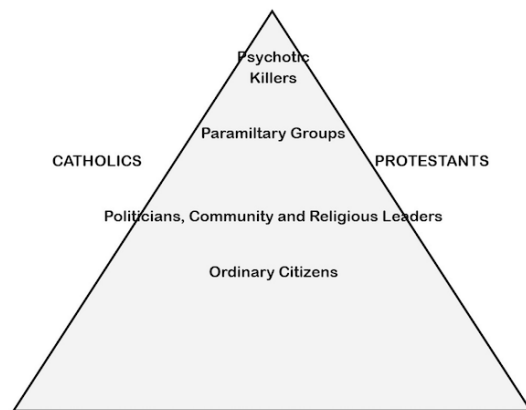 Psychotic
Killers
Paramiltary Groups
CATHOLICS
PROTESTANTS
Politicians, Community and Religious Leaders
Ordinary Citizens